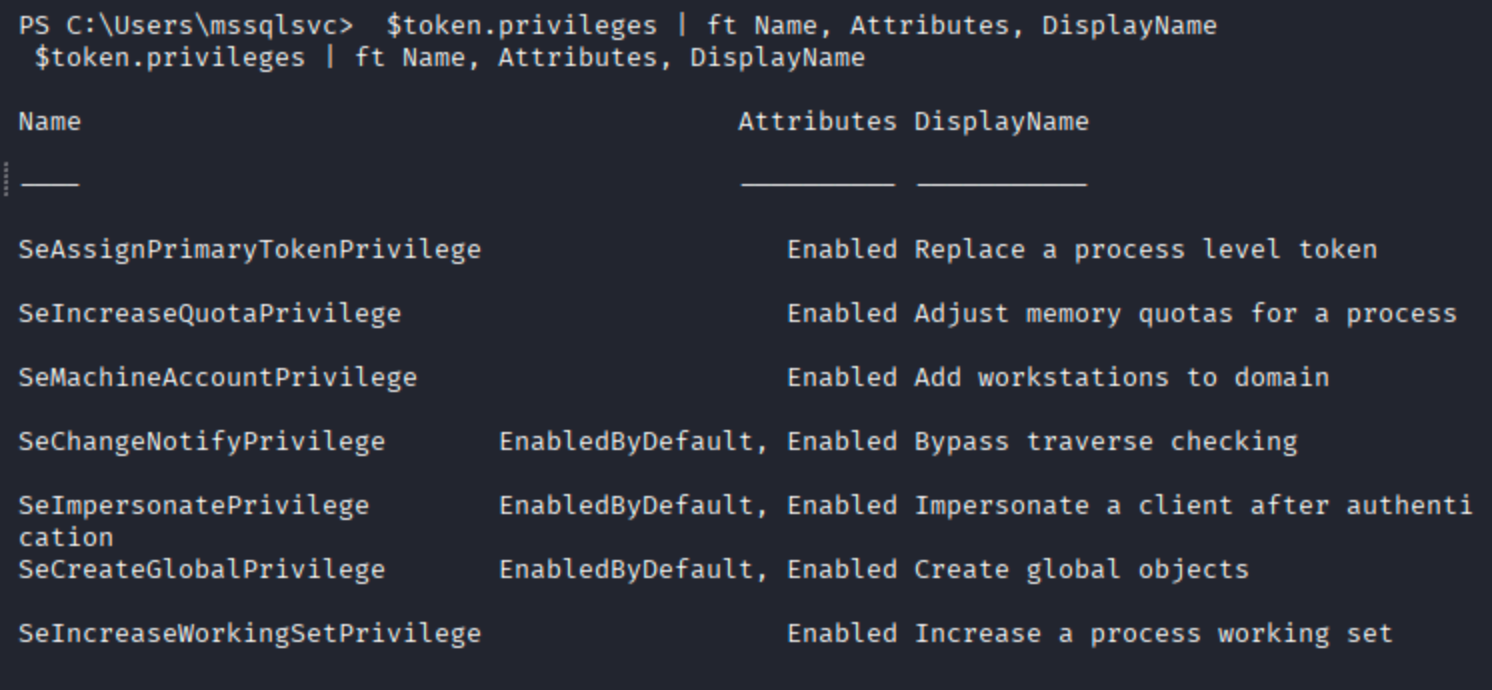 PS C:\Users\mssqlsvc>  $token.privileges | ft Name, Attributes, DisplayName
 $token.privileges | ft Name, Attributes, DisplayName
Name                                         Attributes DisplayName
----                                         ---------- -----------
SeAssignPrimaryTokenPrivilege                   Enabled Replace a process level token
SeIncreaseQuotaPrivilege                        Enabled Adjust memory quotas for a process
SeMachineAccountPrivilege                       Enabled Add workstations to domain
SeChangeNotifyPrivilege       EnabledByDefault, Enabled Bypass traverse checking
SeImpersonatePrivilege        EnabledByDefault, Enabled Impersonate a client after authenti
cation
SeCreateGlobalPrivilege       EnabledByDefault, Enabled Create global objects
SeIncreaseWorkingSetPrivilege                   Enabled Increase a process working set